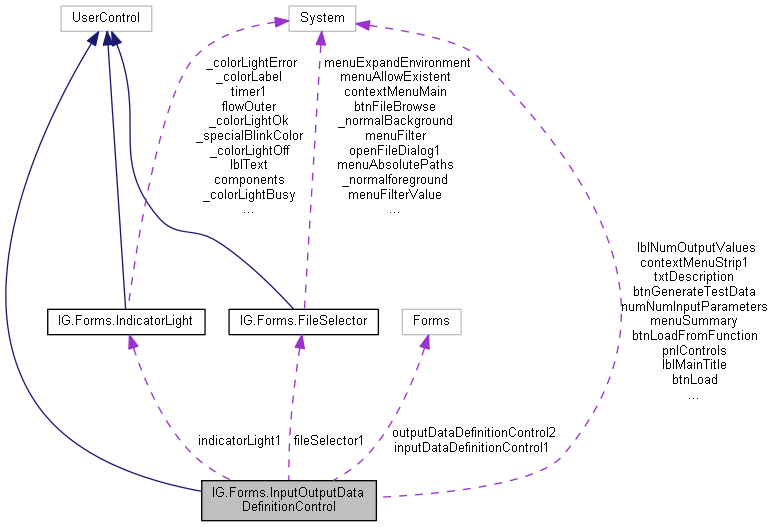 UserControl
System
_colorLightError
_colorLabel
timer1
flowOuter
_colorLightOk
_specialBlinkColor
_colorLightOff
lblText
components
_colorLightBusy
...
menuExpandEnvironment
menuAllowExistent
contextMenuMain
btnFileBrowse
_normalBackground
menuFilter
openFileDialog1
menuAbsolutePaths
_normalforeground
menuFilterValue
...
lblNumOutputValues
contextMenuStrip1
txtDescription
btnGenerateTestData
numNumInputParameters
menuSummary
btnLoadFromFunction
pnlControls
lblMainTitle
btnLoad
...
IG.Forms.IndicatorLight
IG.Forms.FileSelector
Forms
indicatorLight1
fileSelector1
outputDataDefinitionControl2
inputDataDefinitionControl1
IG.Forms.InputOutputData
DefinitionControl